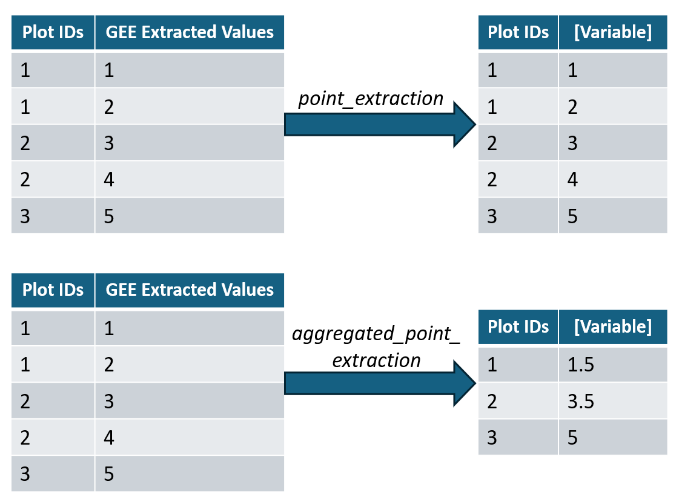 Plot IDs GEE Extracted Values
1 1
1 2
2 3
2 4
3 5
point_extraction
Plot IDs [Variable]
1 1
1 2
2 3
2 4
3 5
Plot IDs GEE Extracted Values
1 1
1 2
2 3
2 4
3 5
aggregated_point_
extraction
Plot IDs [Variable]
1 1.5
2 3.5
3 5